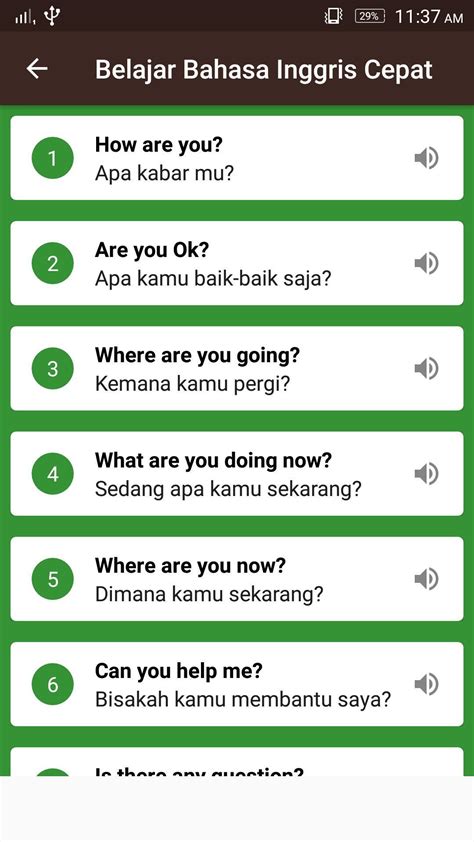 29% 11:37 AM
Belajar Bahasa Inggris Cepat
1
How are you?
Apa kabar mu?
2
Are you Ok?
Apa kamu baik-baik saja?
3
Where are you going?
Kemana kamu pergi?
4
What are you doing now?
Sedang apa kamu sekarang?
5
Where are you now?
Dimana kamu sekarang?
6
Can you help me?
Bisakah kamu membantu saya?
Is there any question?